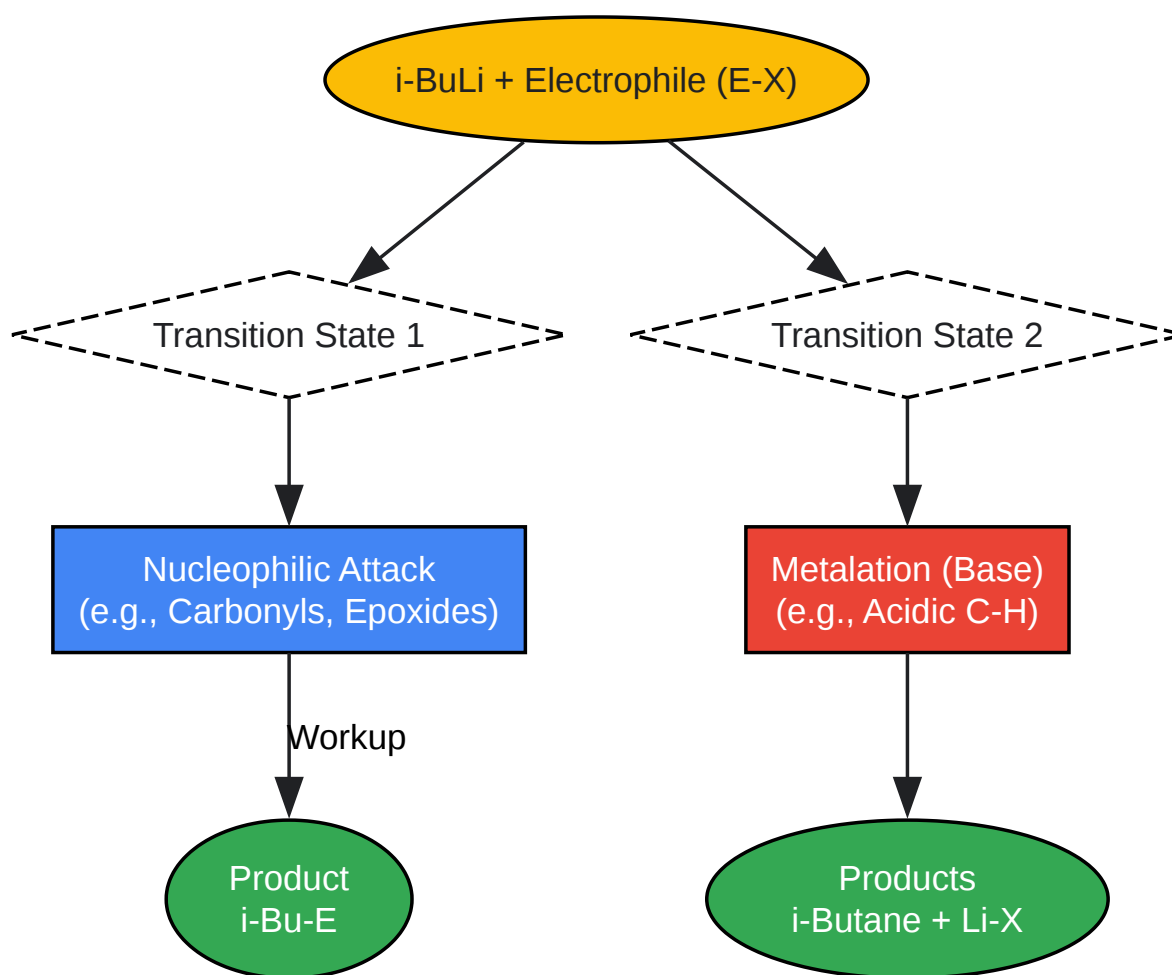 i-BuLi + Electrophile (E-X)
Transition State 1
Transition State 2
Nucleophilic Attack
(e.g., Carbonyls, Epoxides)
Metalation (Base)
(e.g., Acidic C-H)
Workup
Product
i-Bu-E
Products
i-Butane + Li-X